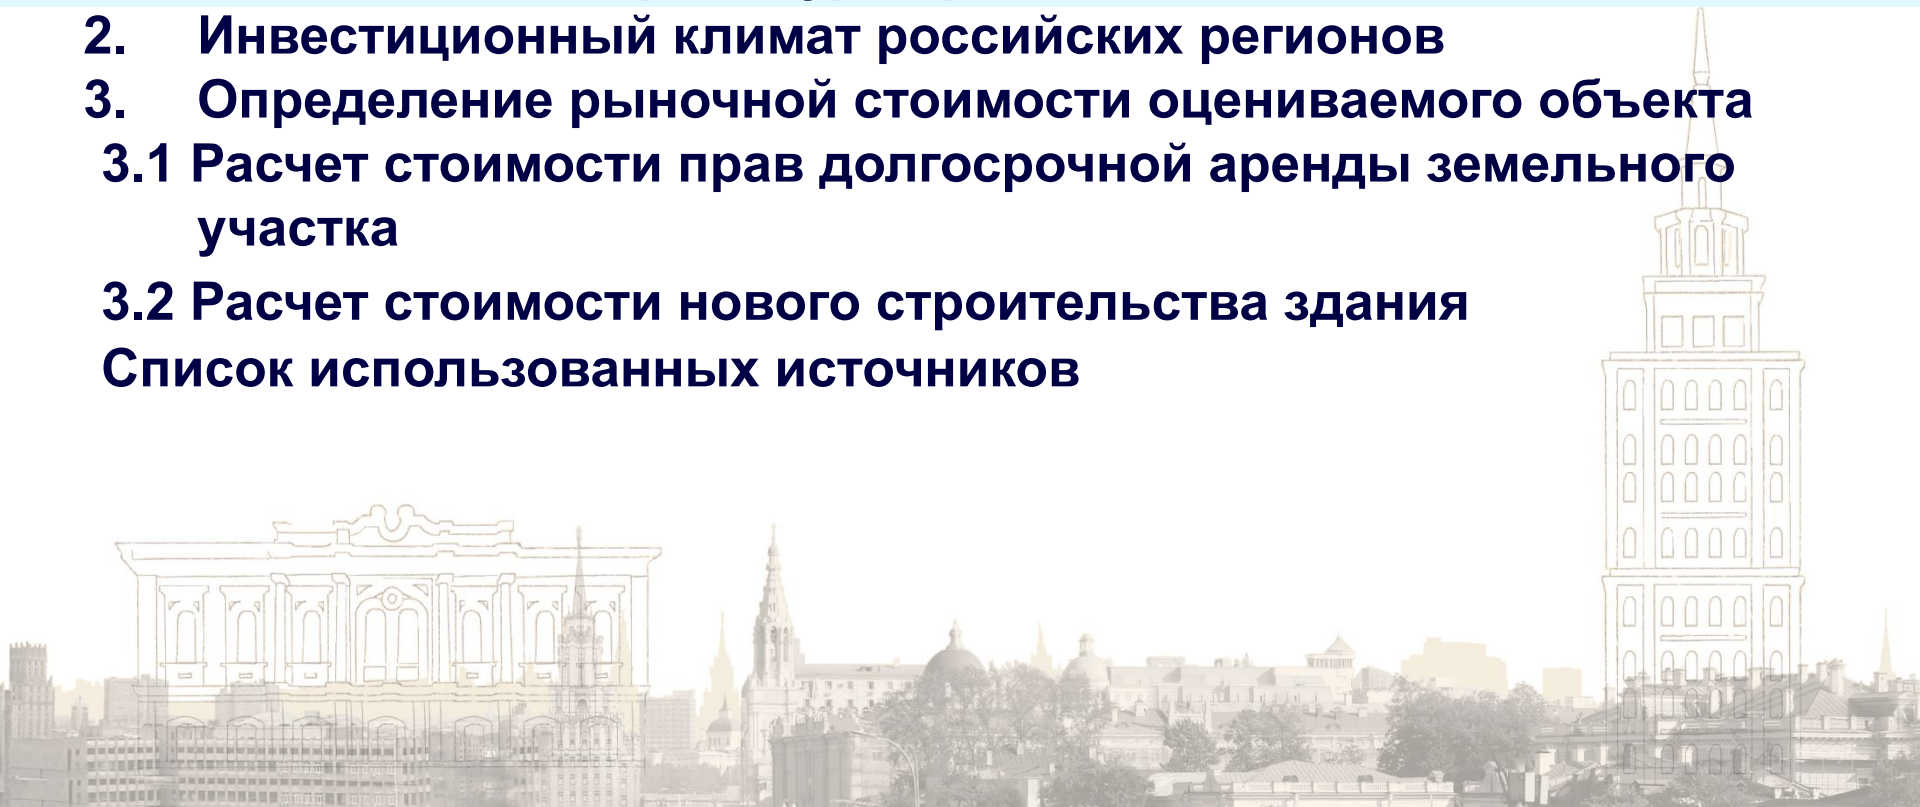 2. Инвестиционный климат российских регионов
3. Определение рыночной стоимости оцениваемого объекта
3.1 Расчет стоимости прав долгосрочной аренды земельного
участка
3.2 Расчет стоимости нового строительства здания
Список использованных источников